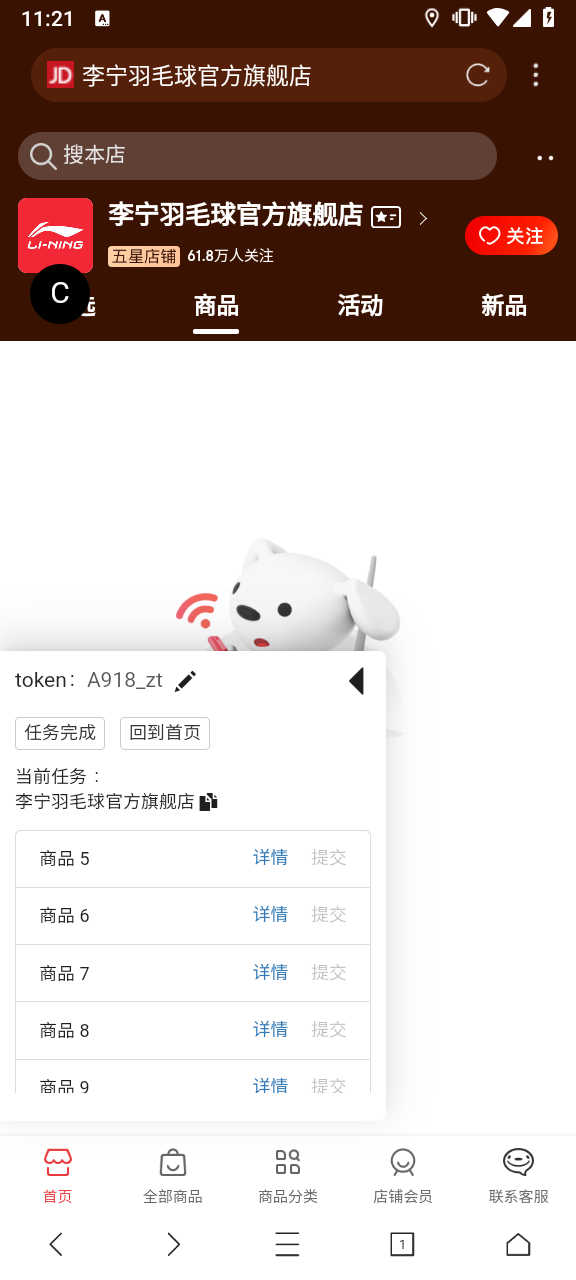 11:21
A
JD 李宁羽毛球官方旗舰店
搜本店
李宁羽毛球官方旗舰店
LI-NING
关注
五星店铺 61.8万人关注
C
选 商品 活动 新品
token： A918_zt
任务完成 回到首页
当前任务：
李宁羽毛球官方旗舰店
商品 5 详情 提交
商品 6 详情 提交
商品 7 详情 提交
商品 8 详情 提交
商品 9 详情 提交
首页 全部商品 商品分类 店铺会员 联系客服
1